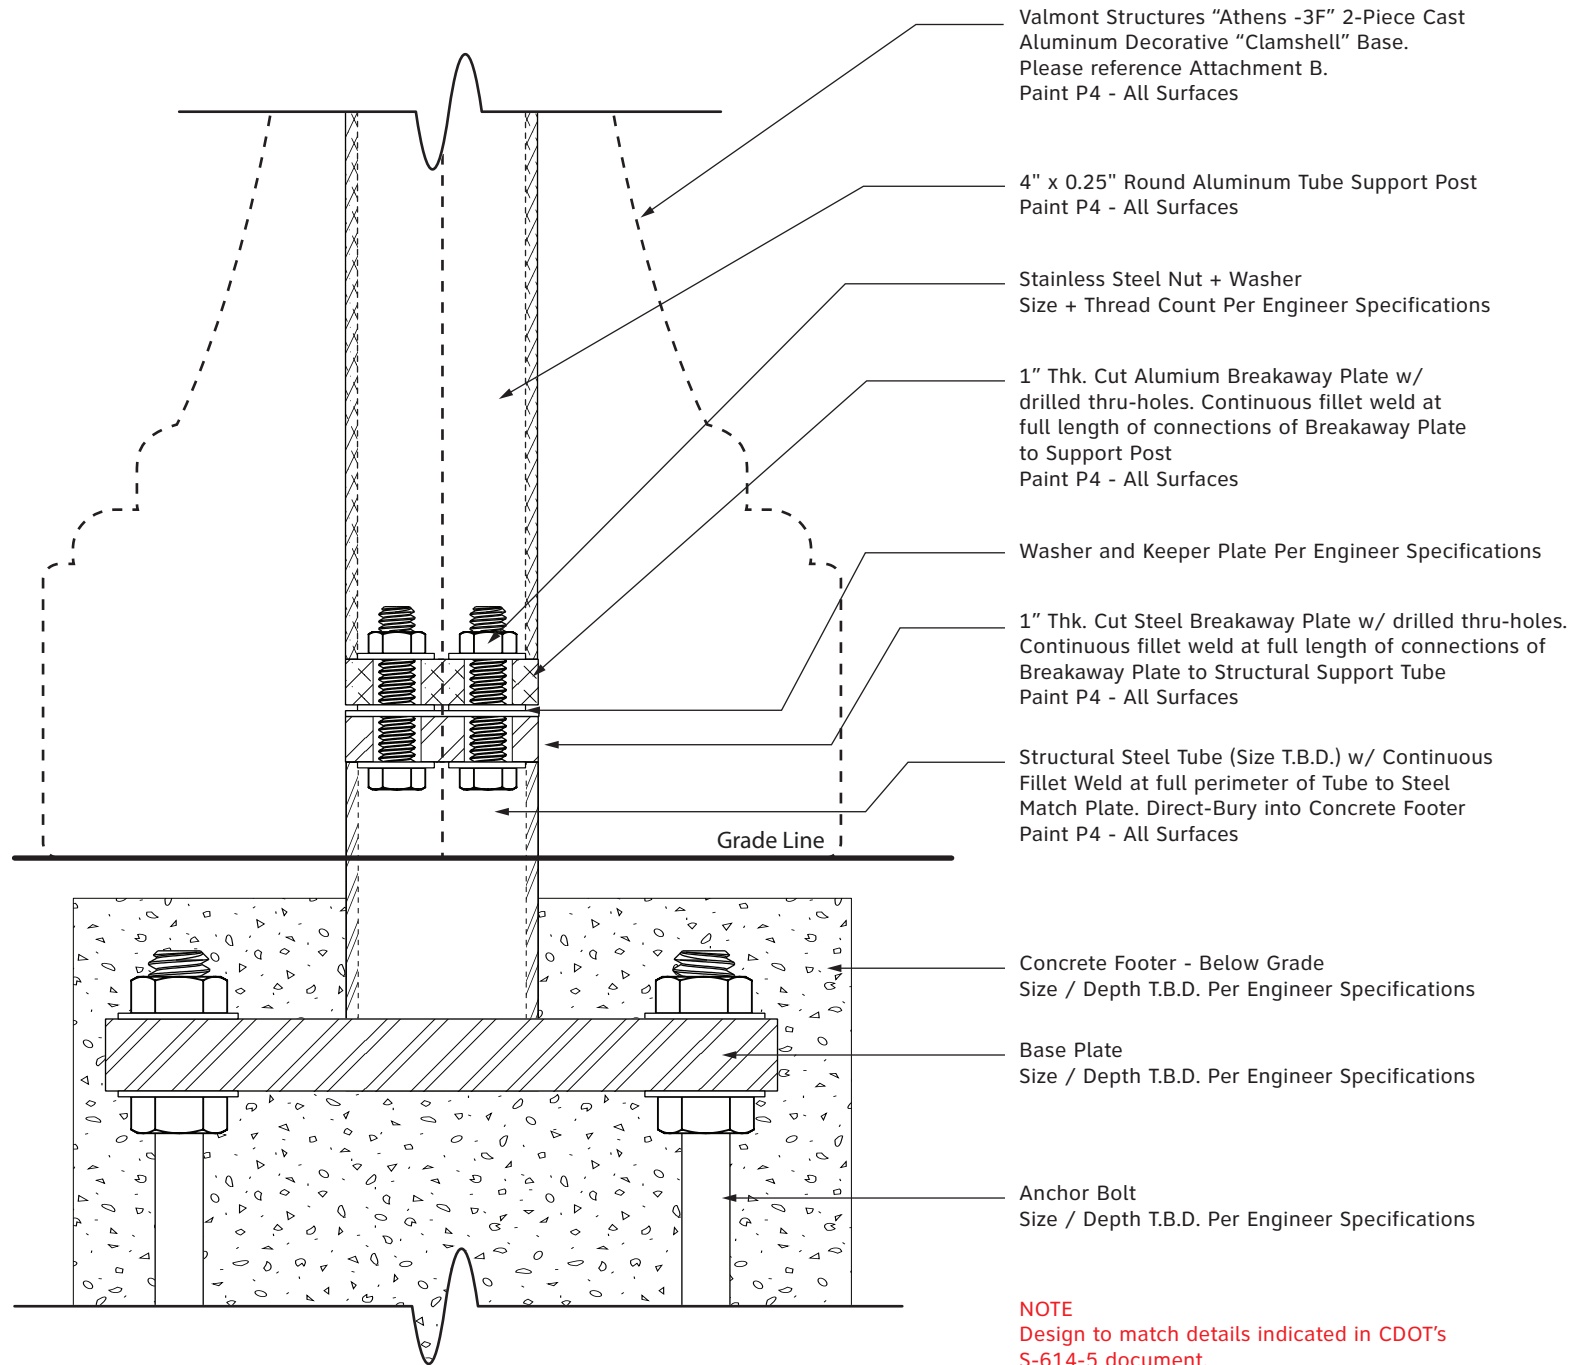 Valmont Structures “Athens -3F” 2-Piece Cast
Aluminum Decorative “Clamshell” Base.
Please reference Attachment B.
Paint P4 - All Surfaces
4" x 0.25" Round Aluminum Tube Support Post
Paint P4 - All Surfaces
Stainless Steel Nut + Washer
Size + Thread Count Per Engineer Specifications
1” Thk. Cut Alumium Breakaway Plate w/
drilled thru-holes. Continuous fillet weld at
full length of connections of Breakaway Plate
to Support Post
Paint P4 - All Surfaces
Washer and Keeper Plate Per Engineer Specifications
1” Thk. Cut Steel Breakaway Plate w/ drilled thru-holes.
Continuous fillet weld at full length of connections of
Breakaway Plate to Structural Support Tube
Paint P4 - All Surfaces
Structural Steel Tube (Size T.B.D.) w/ Continuous
Fillet Weld at full perimeter of Tube to Steel
Match Plate. Direct-Bury into Concrete Footer
Paint P4 - All Surfaces
Grade Line
Concrete Footer - Below Grade
Size / Depth T.B.D. Per Engineer Specifications
Base Plate
Size / Depth T.B.D. Per Engineer Specifications
Anchor Bolt
Size / Depth T.B.D. Per Engineer Specifications
NOTE
Design to match details indicated in CDOT’s
S-614-5 document